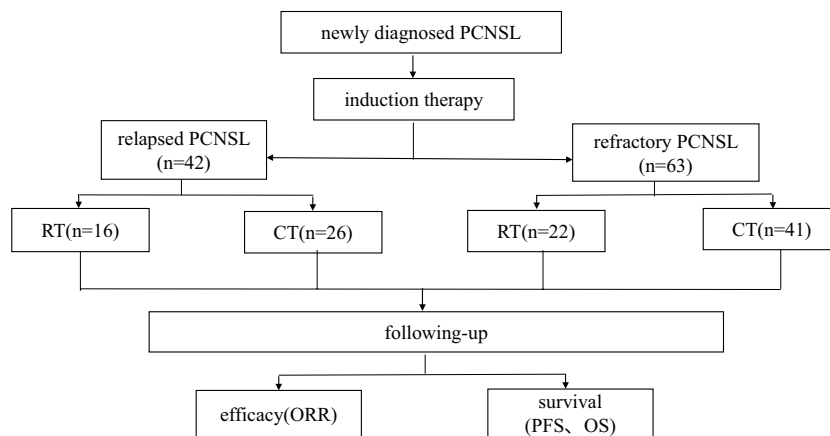 newly diagnosed PCNSL
induction therapy
relapsed PCNSL
(n=42)
refractory PCNSL
(n=63)
RT(n=16)
CT(n=26)
RT(n=22)
CT(n=41)
following-up
efficacy(ORR)
survival
(PFS、OS)